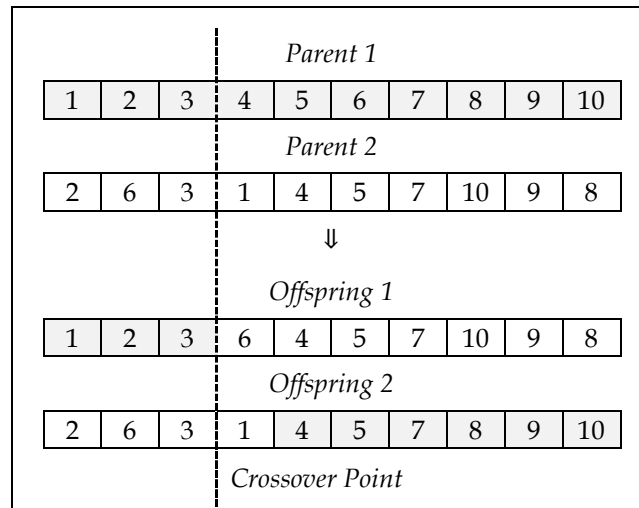 Parent 1
1 2 3 4 5 6 7 8 9 10
Parent 2
2 6 3 1 4 5 7 10 9 8
⇓
Offspring 1
1 2 3 6 4 5 7 10 9 8
Offspring 2
2 6 3 1 4 5 7 8 9 10
Crossover Point